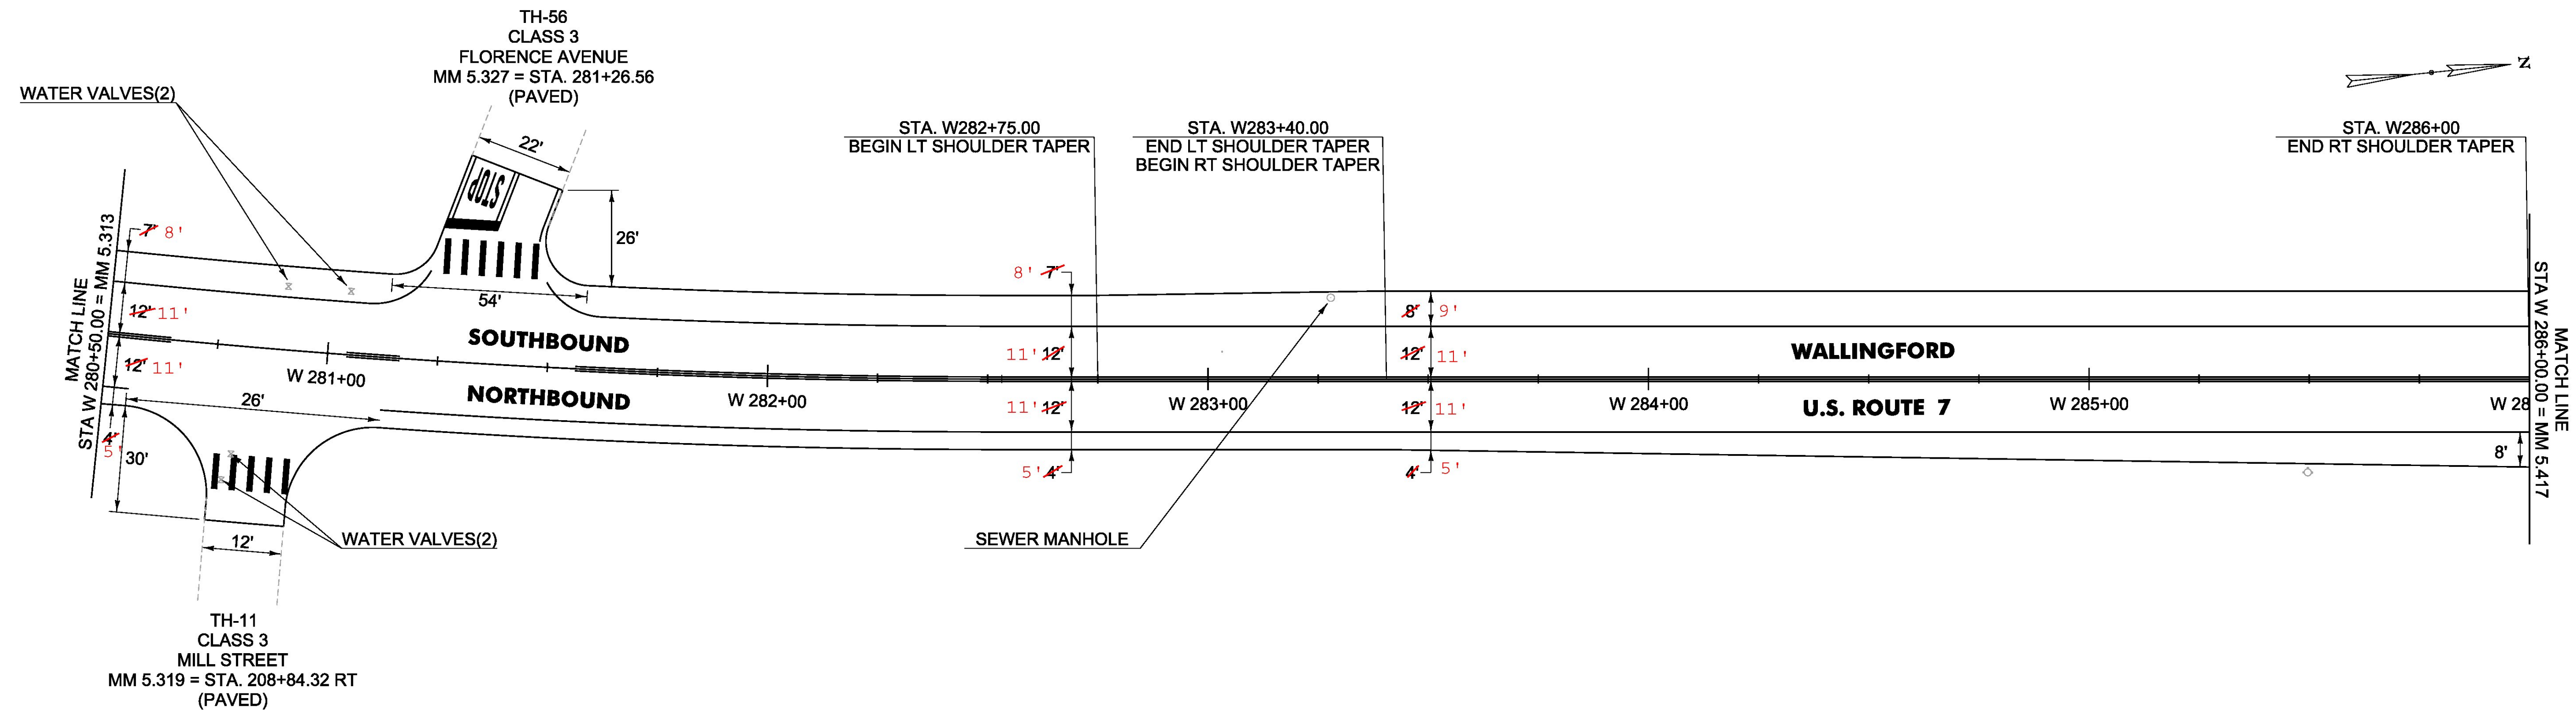 TH-56
CLASS 3
FLORENCE AVENUE
MM 5.327 = STA. 281+26.56
(PAVED)
WATER VALVES(2)
22'
STOP
26'
54'
STA. W282+75.00
BEGIN LT SHOULDER TAPER
STA. W283+40.00
END LT SHOULDER TAPER
BEGIN RT SHOULDER TAPER
STA. W286+00
END RT SHOULDER TAPER
N
MATCH LINE
STA W 280+50.00 = MM 5.313
7' 8'
12' 11'
12' 11'
4'
5'
30'
26'
12'
SOUTHBOUND
NORTHBOUND
W 281+00
W 282+00
W 283+00
W 284+00
W 285+00
W 28
8' 7'
11' 12'
11' 12'
5' 4'
8' 9'
12' 11'
12' 11'
4' 5'
WALLINGFORD
U.S. ROUTE 7
8'
MATCH LINE
STA W 286+00.00 = MM 5.417
SEWER MANHOLE
WATER VALVES(2)
TH-11
CLASS 3
MILL STREET
MM 5.319 = STA. 208+84.32 RT
(PAVED)